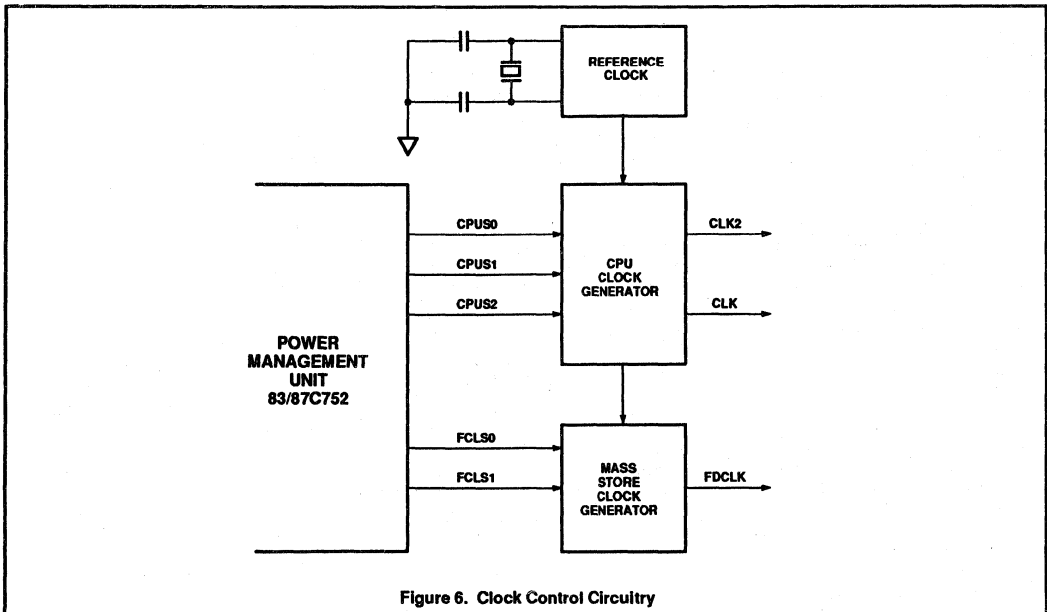 REFERENCE
CLOCK
CPUS0
CPUS1
CPUS2
CPU
CLOCK
GENERATOR
CLK2
CLK
POWER
MANAGEMENT
UNIT
83/87C752
FCLS0
FCLS1
MASS
STORE
CLOCK
GENERATOR
FDCLK
Figure 6. Clock Control Circuitry